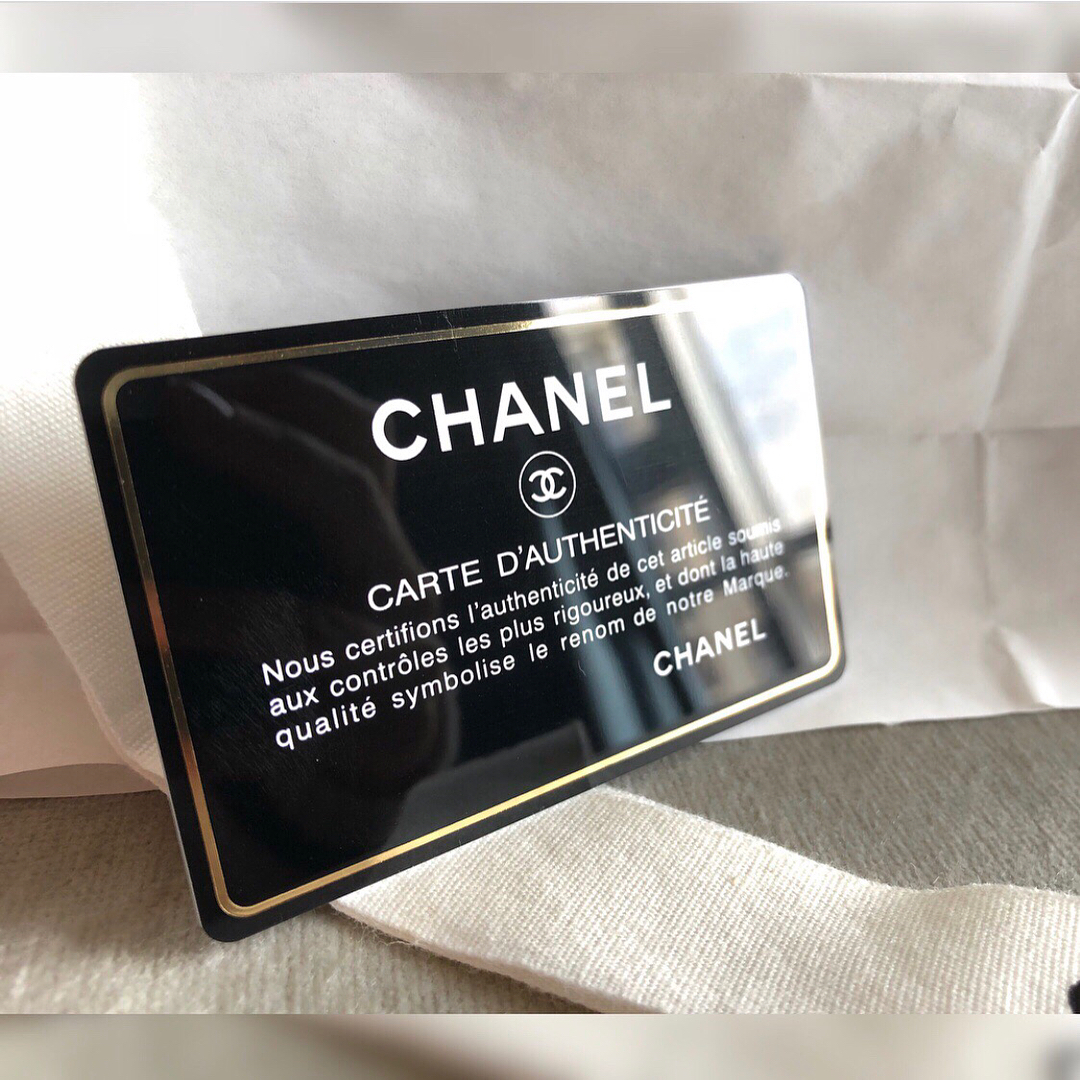 CHANEL
CARTE D'AUTHENTICITÉ
Nous certifions l'authenticité de cet article soumis
aux contrôles les plus rigoureux, et dont la haute
qualité symbolise le renom de notre Marque.
CHANEL